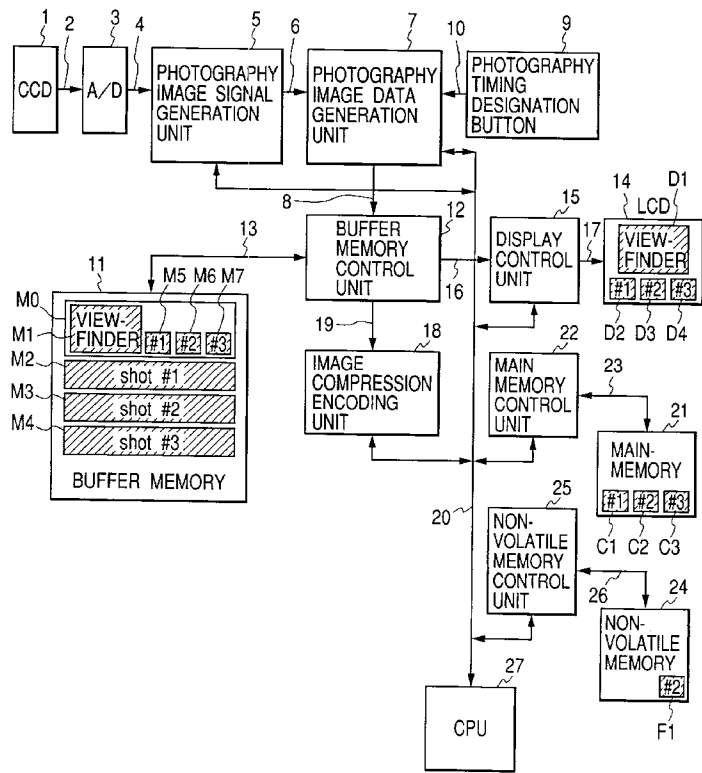 1
3
5
7
9
2
4
6
10
CCD
A/D
PHOTOGRAPHY
IMAGE SIGNAL
GENERATION
UNIT
PHOTOGRAPHY
IMAGE DATA
GENERATION
UNIT
PHOTOGRAPHY
TIMING
DESIGNATION
BUTTON
8
12
13
BUFFER
MEMORY
CONTROL
UNIT
16
15
DISPLAY
CONTROL
UNIT
17
14
D1
LCD
VIEW-
FINDER
#1 #2 #3
D2 D3 D4
11
M5 M6 M7
M0
M1
VIEW-
FINDER
#1 #2 #3
M2
shot #1
M3
shot #2
M4
shot #3
BUFFER MEMORY
19
18
IMAGE
COMPRESSION
ENCODING
UNIT
22
MAIN
MEMORY
CONTROL
UNIT
23
21
MAIN-
MEMORY
#1 #2 #3
C1 C2 C3
20
25
NON-
VOLATILE
MEMORY
CONTROL
UNIT
26
24
NON-
VOLATILE
MEMORY
#2
F1
27
CPU